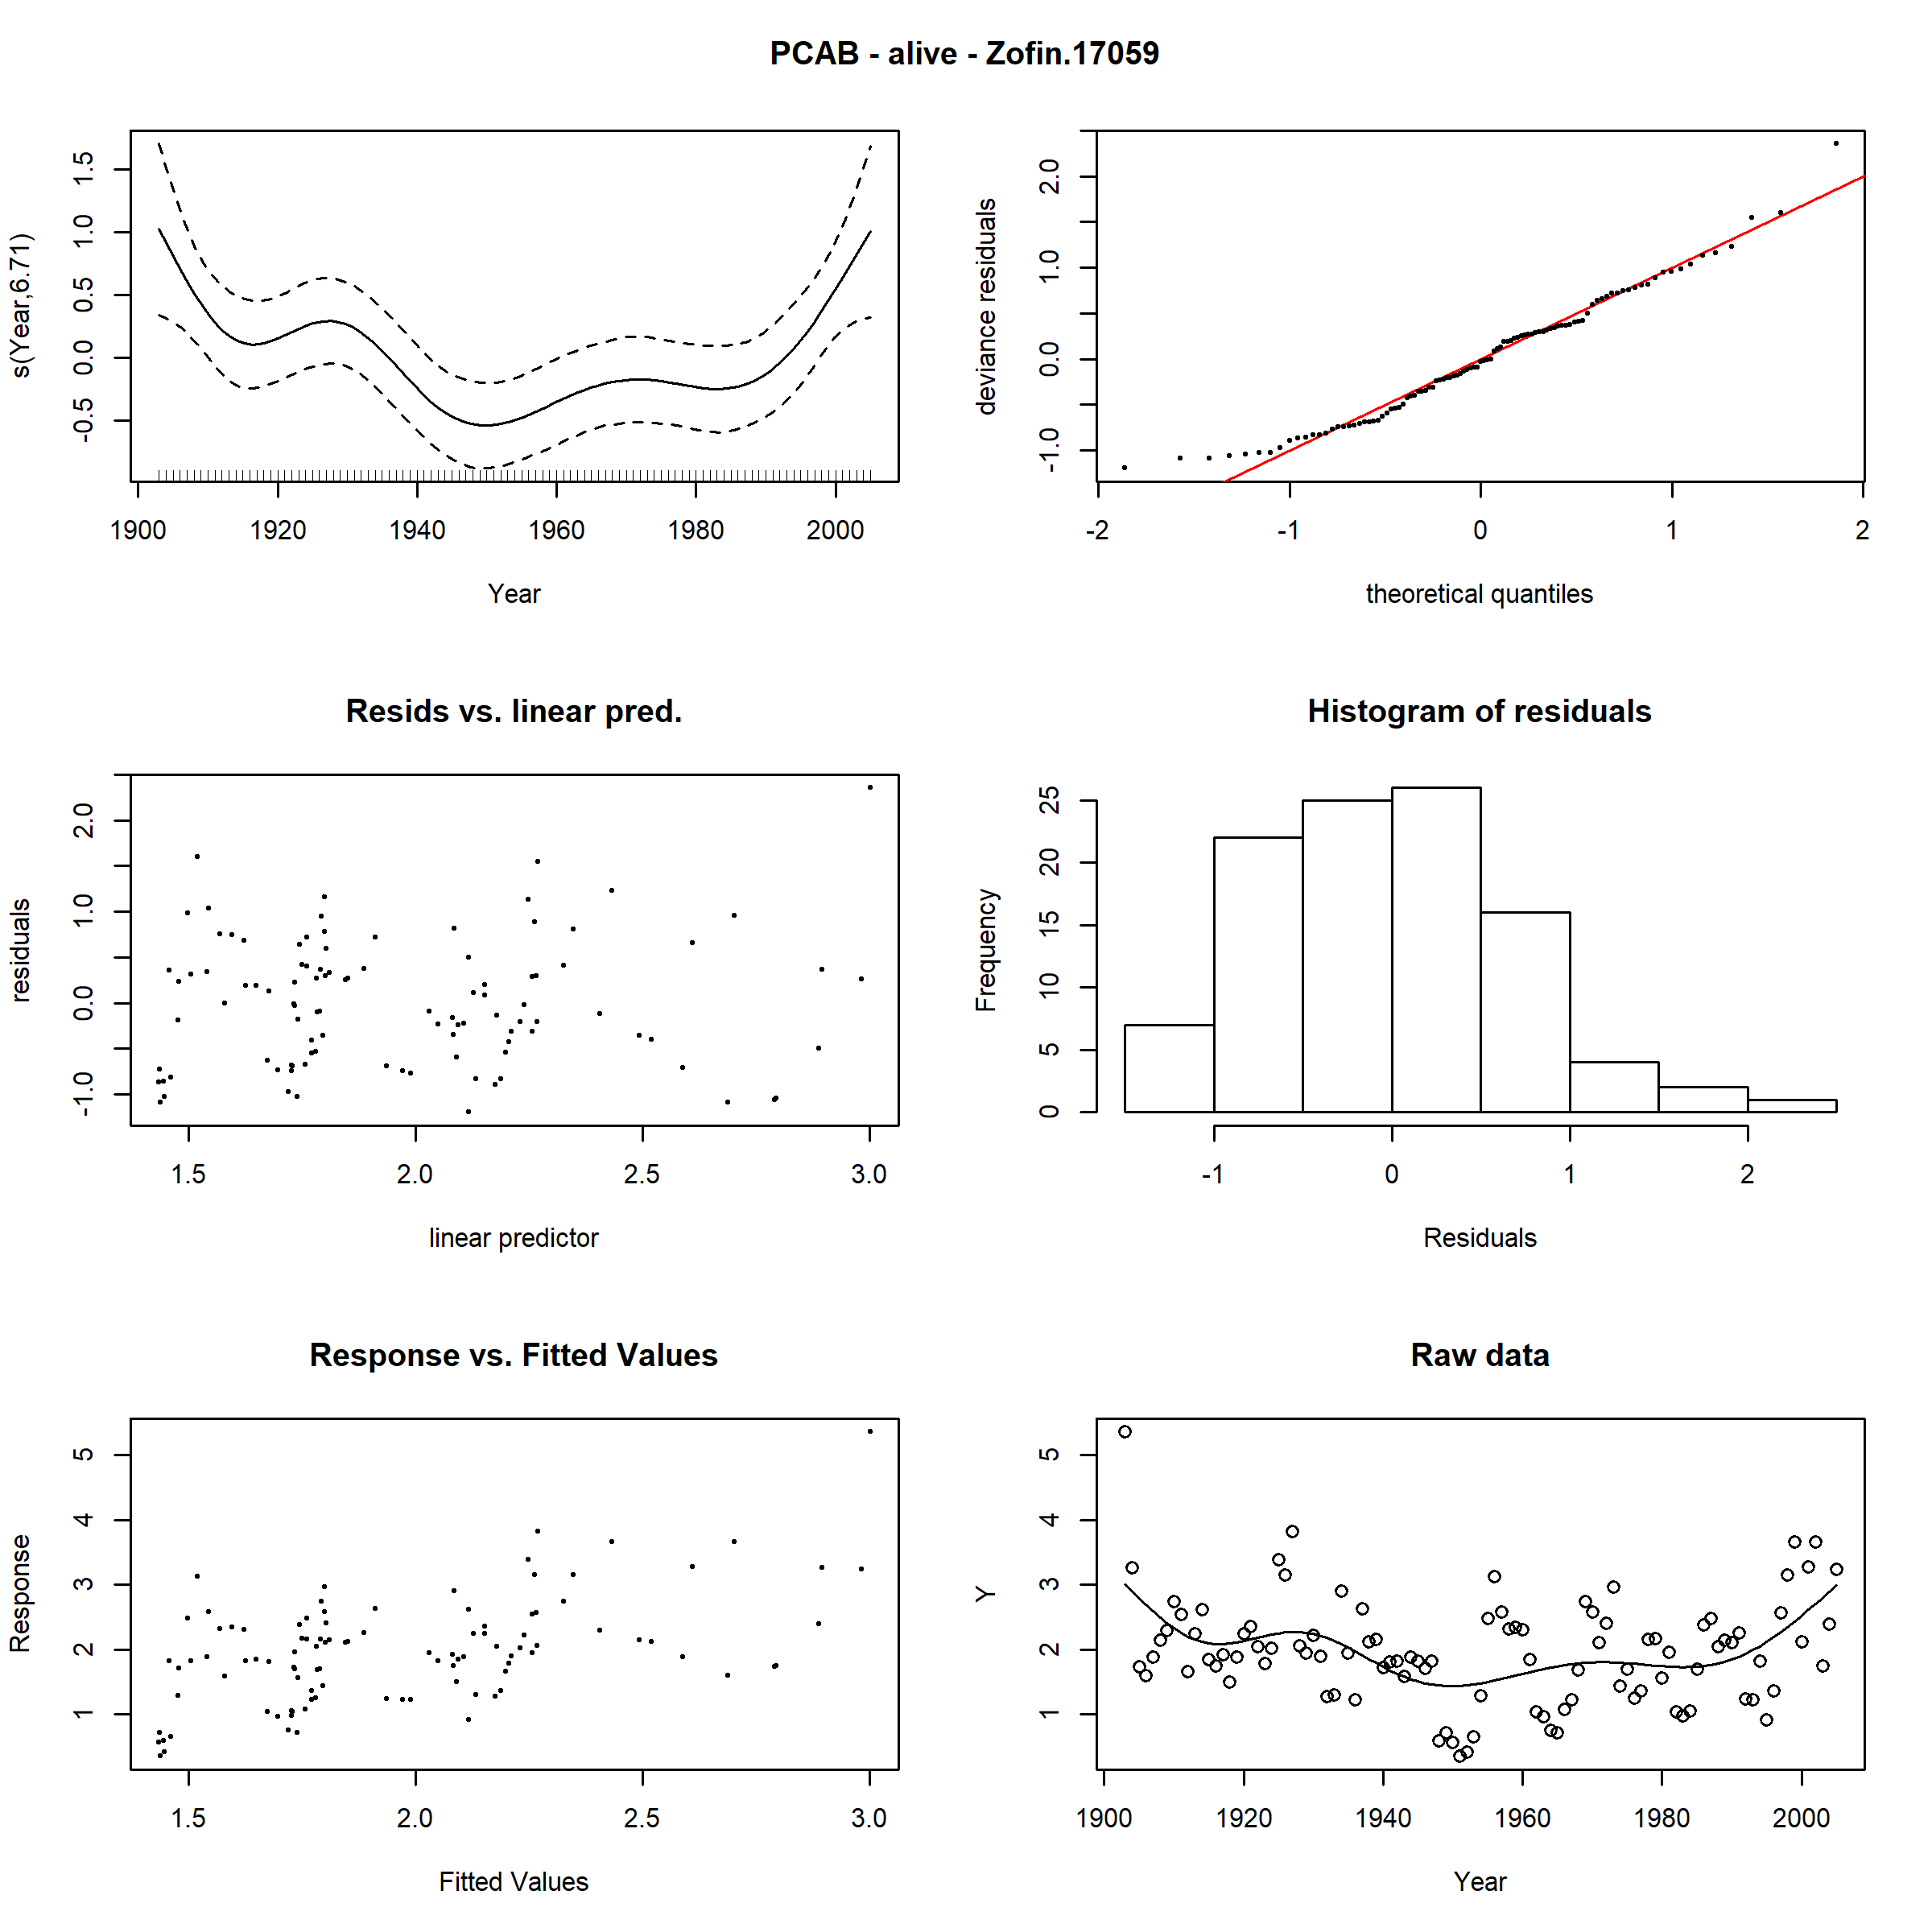 PCAB - alive - Zofin.17059
s(Year,6.71)
1.5
1.0
0.5
0.0
-0.5
1900 1920 1940 1960 1980 2000
Year
deviance residuals
2.0
1.0
0.0
-1.0
-2 -1 0 1 2
theoretical quantiles
Resids vs. linear pred.
residuals
2.0
1.0
0.0
-1.0
1.5 2.0 2.5 3.0
linear predictor
Histogram of residuals
Frequency
25
20
15
10
5
0
-1 0 1 2
Residuals
Response vs. Fitted Values
Response
5
4
3
2
1
1.5 2.0 2.5 3.0
Fitted Values
Raw data
Y
5
4
3
2
1
1900 1920 1940 1960 1980 2000
Year